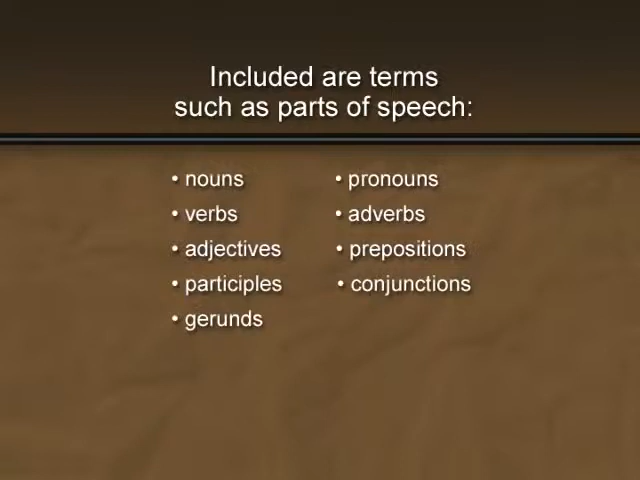 Included are terms
such as parts of speech:
• nouns
• verbs
• adjectives
• participles
• gerunds
• pronouns
• adverbs
• prepositions
• conjunctions